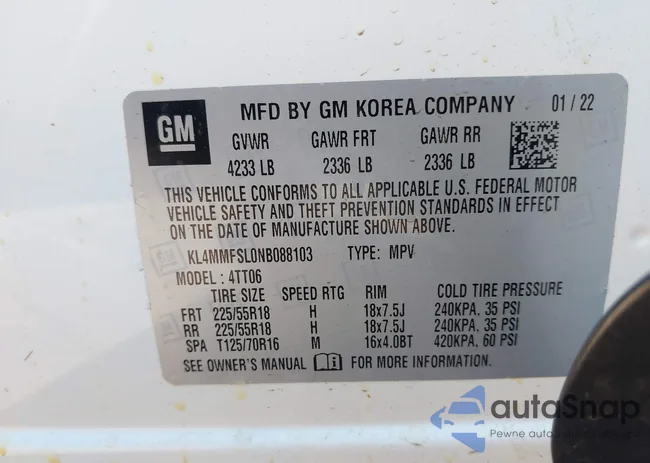 GM
MFD BY GM KOREA COMPANY 01 / 22
GVWR GAWR FRT GAWR RR
4233 LB 2336 LB 2336 LB
THIS VEHICLE CONFORMS TO ALL APPLICABLE U.S. FEDERAL MOTOR
VEHICLE SAFETY AND THEFT PREVENTION STANDARDS IN EFFECT
ON THE DATE OF MANUFACTURE SHOWN ABOVE.
KL4MMFSL0NB088103 TYPE: MPV
MODEL: 4TT06
TIRE SIZE SPEED RTG RIM COLD TIRE PRESSURE
FRT 225/55R18 H 18x7.5J 240KPA, 35 PSI
RR 225/55R18 H 18x7.5J 240KPA, 35 PSI
SPA T125/70R16 M 16x4.0BT 420KPA, 60 PSI
SEE OWNER'S MANUAL FOR MORE INFORMATION.
autoSnap
Pewne auto